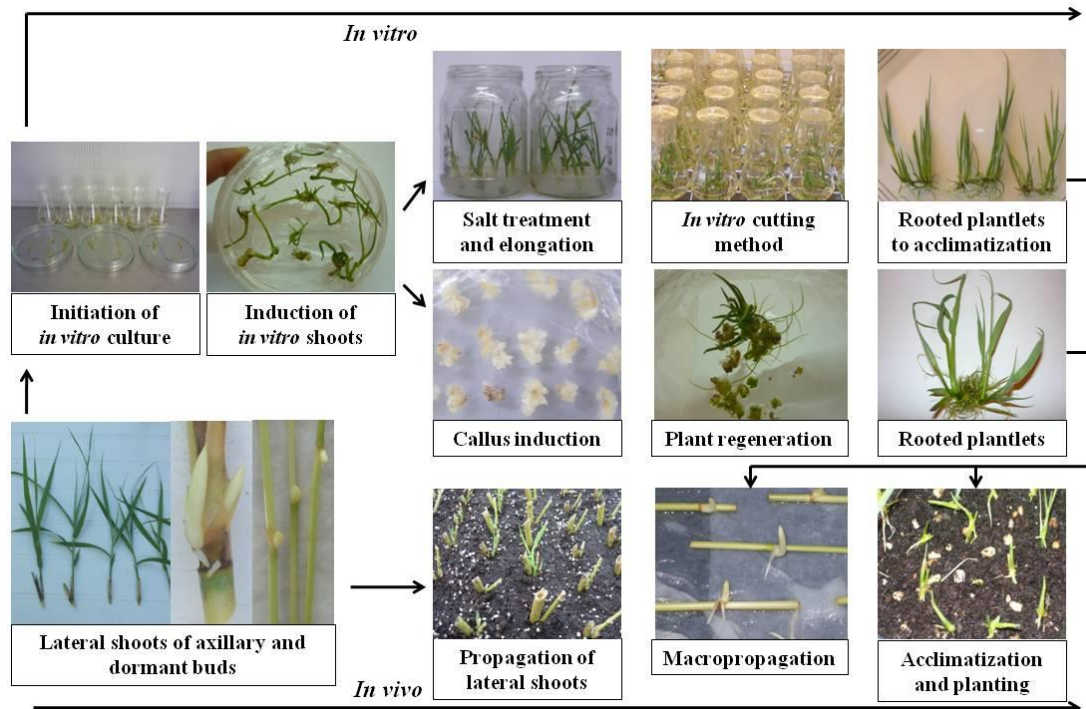 In vitro
Salt treatment
and elongation
In vitro cutting
method
Rooted plantlets
to acclimatization
Initiation of
in vitro culture
Induction of
in vitro shoots
Callus induction
Plant regeneration
Rooted plantlets
Lateral shoots of axillary and
dormant buds
Propagation of
lateral shoots
Macropropagation
Acclimatization
and planting
In vivo